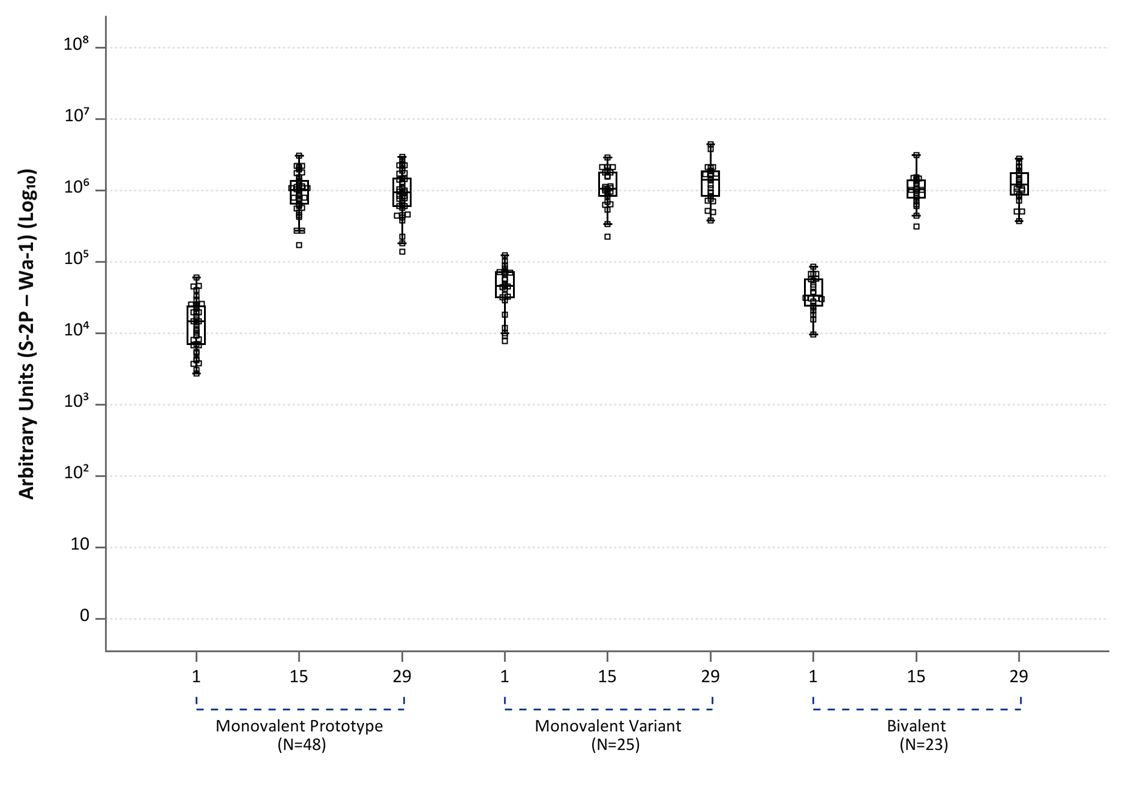 Arbitrary Units (S-2P – Wa-1) (Log₁₀)
10⁸
10⁷
10⁶
10⁵
10⁴
10³
10²
10
0
1 15 29 1 15 29 1 15 29
Monovalent Prototype Monovalent Variant Bivalent
(N=48) (N=25) (N=23)